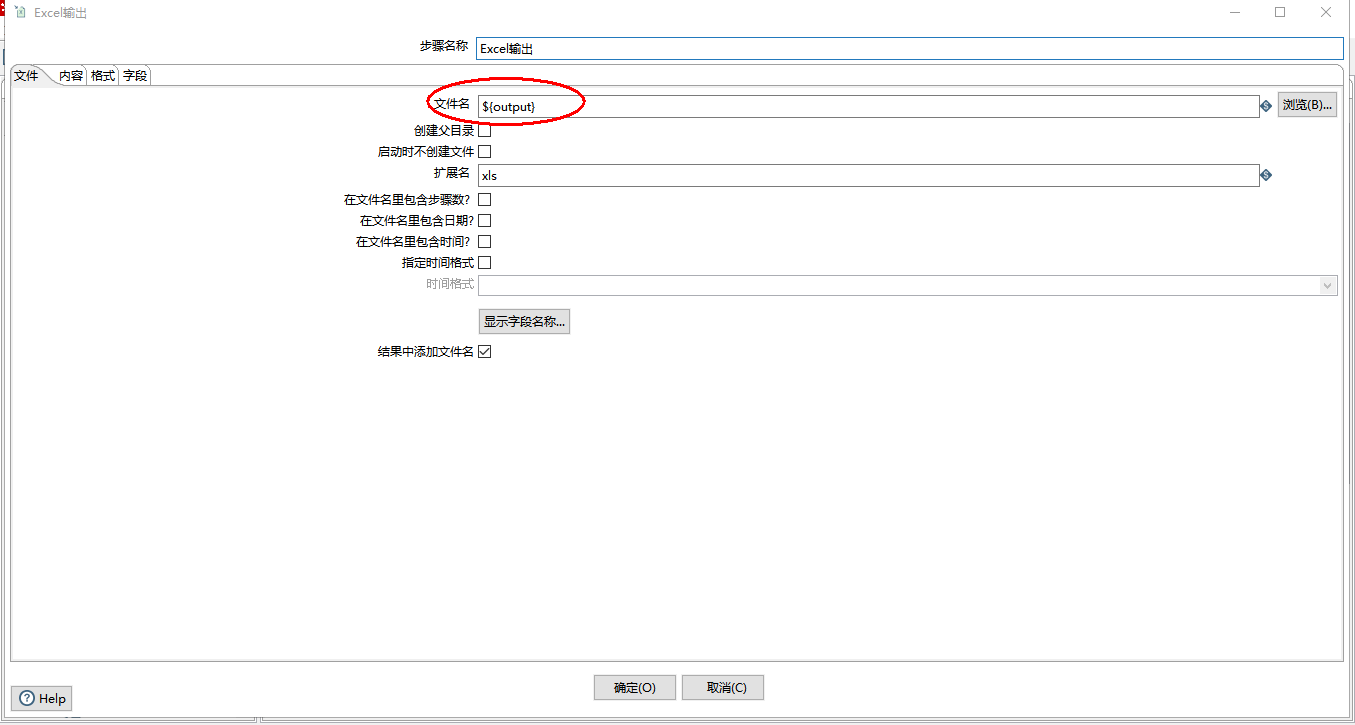 Excel输出
步骤名称 Excel输出
文件 内容 格式 字段
文件名 ${output} 浏览(B)...
创建父目录
启动时不创建文件
扩展名 xls
在文件名里包含步骤数?
在文件名里包含日期?
在文件名里包含时间?
指定时间格式
时间格式
显示字段名称...
结果中添加文件名
确定(O) 取消(C)
Help